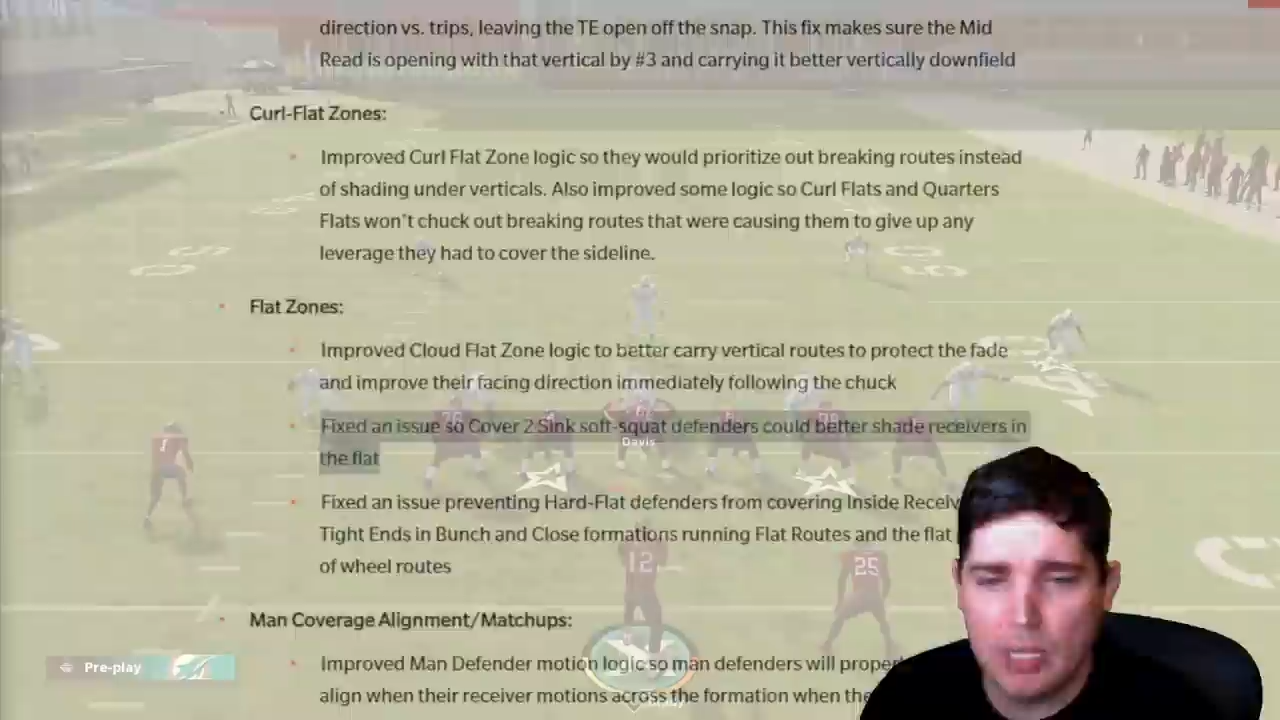 direction vs. trips, leaving the TE open off the snap. This fix makes sure the Mid
Read is opening with that vertical by #3 and carrying it better vertically downfield
Curl-Flat Zones:
Improved Curl Flat Zone logic so they would prioritize out breaking routes instead
of shading under verticals. Also improved some logic so Curl Flats and Quarters
Flats won't chuck out breaking routes that were causing them to give up any
leverage they had to cover the sideline.
Flat Zones:
Improved Cloud Flat Zone logic to better carry vertical routes to protect the fade
and improve their facing direction immediately following the chuck
Fixed an issue so Cover 2 Sink soft-squat defenders could better shade receivers in
Davis
the flat
Fixed an issue preventing Hard-Flat defenders from covering Inside Receiv
Tight Ends in Bunch and Close formations running Flat Routes and the flat
of wheel routes
12
25
Man Coverage Alignment/Matchups:
Pre-play
Improved Man Defender motion logic so man defenders will proper
align when their receiver motions across the formation when the